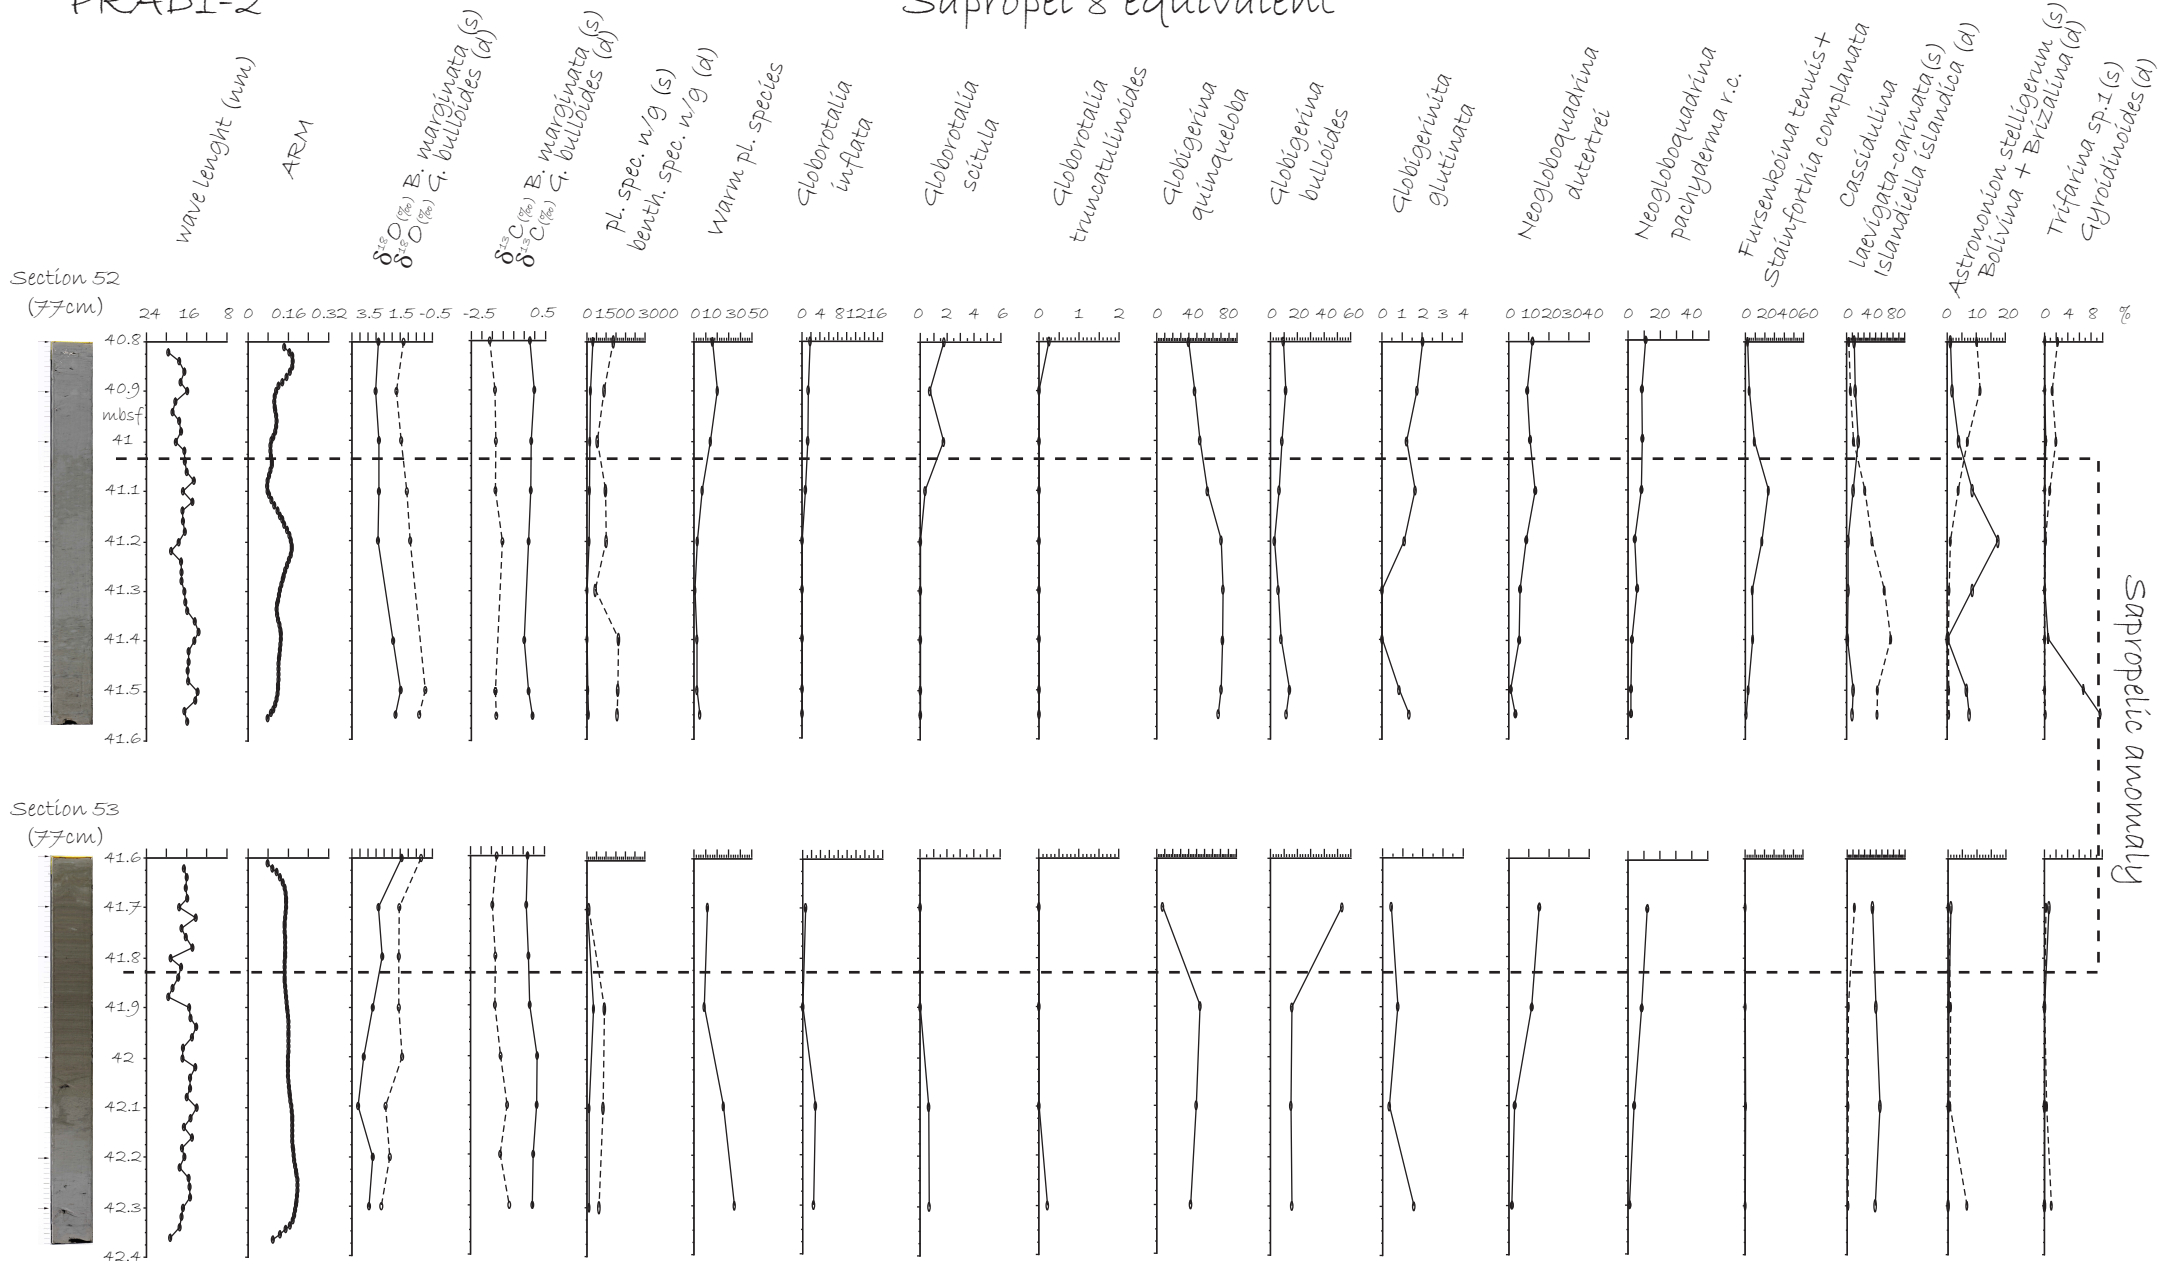 PRAD1-2
Sapropel 8 equivalent
wave lenght (nm)
ARM
δ18O(‰) B. marginata (s)
δ18O(‰) G. bulloides (d)
δ13C(‰) B. marginata (s)
δ13C(‰) G. bulloides (d)
pl. spec. n/g (s)
benth. spec. n/g (d)
Warm pl. species
Globorotalia
inflata
Globorotalia
scitula
Globorotalia
truncatulinoides
Globigerina
quinqueloba
Globigerina
bulloides
Globigerinita
glutinata
Neogloboquadrina
dutertrei
Neogloboquadrina
pachyderma r.c.
Fursenkoina tenuis+
Stainforthia complanata
Cassidulina
laevigata-carinata(s)
Islandiella islandica (d)
Astrononion stelligerum (s)
Bolivina + Brizalina (d)
Trifarina sp.1 (s)
Gyroidinoides(d)
Section 52
(77cm)
24 16 8 0 0.16 0.32 3.5 1.5 -0.5 -2.5 0.5 0 1500 3000 0 10 30 50 0 4 8 12 16 0 2 4 6 0 1 2 0 40 80 0 20 40 60 0 1 2 3 4 0 10 20 30 40 0 20 40 0 20 40 60 0 40 80 0 10 20 0 4 8 %
40.8
40.9
mbsf
41
41.1
41.2
41.3
41.4
41.5
41.6
Sapropelic anomaly
Section 53
(77cm)
41.6
41.7
41.8
41.9
42
42.1
42.2
42.3
42.4